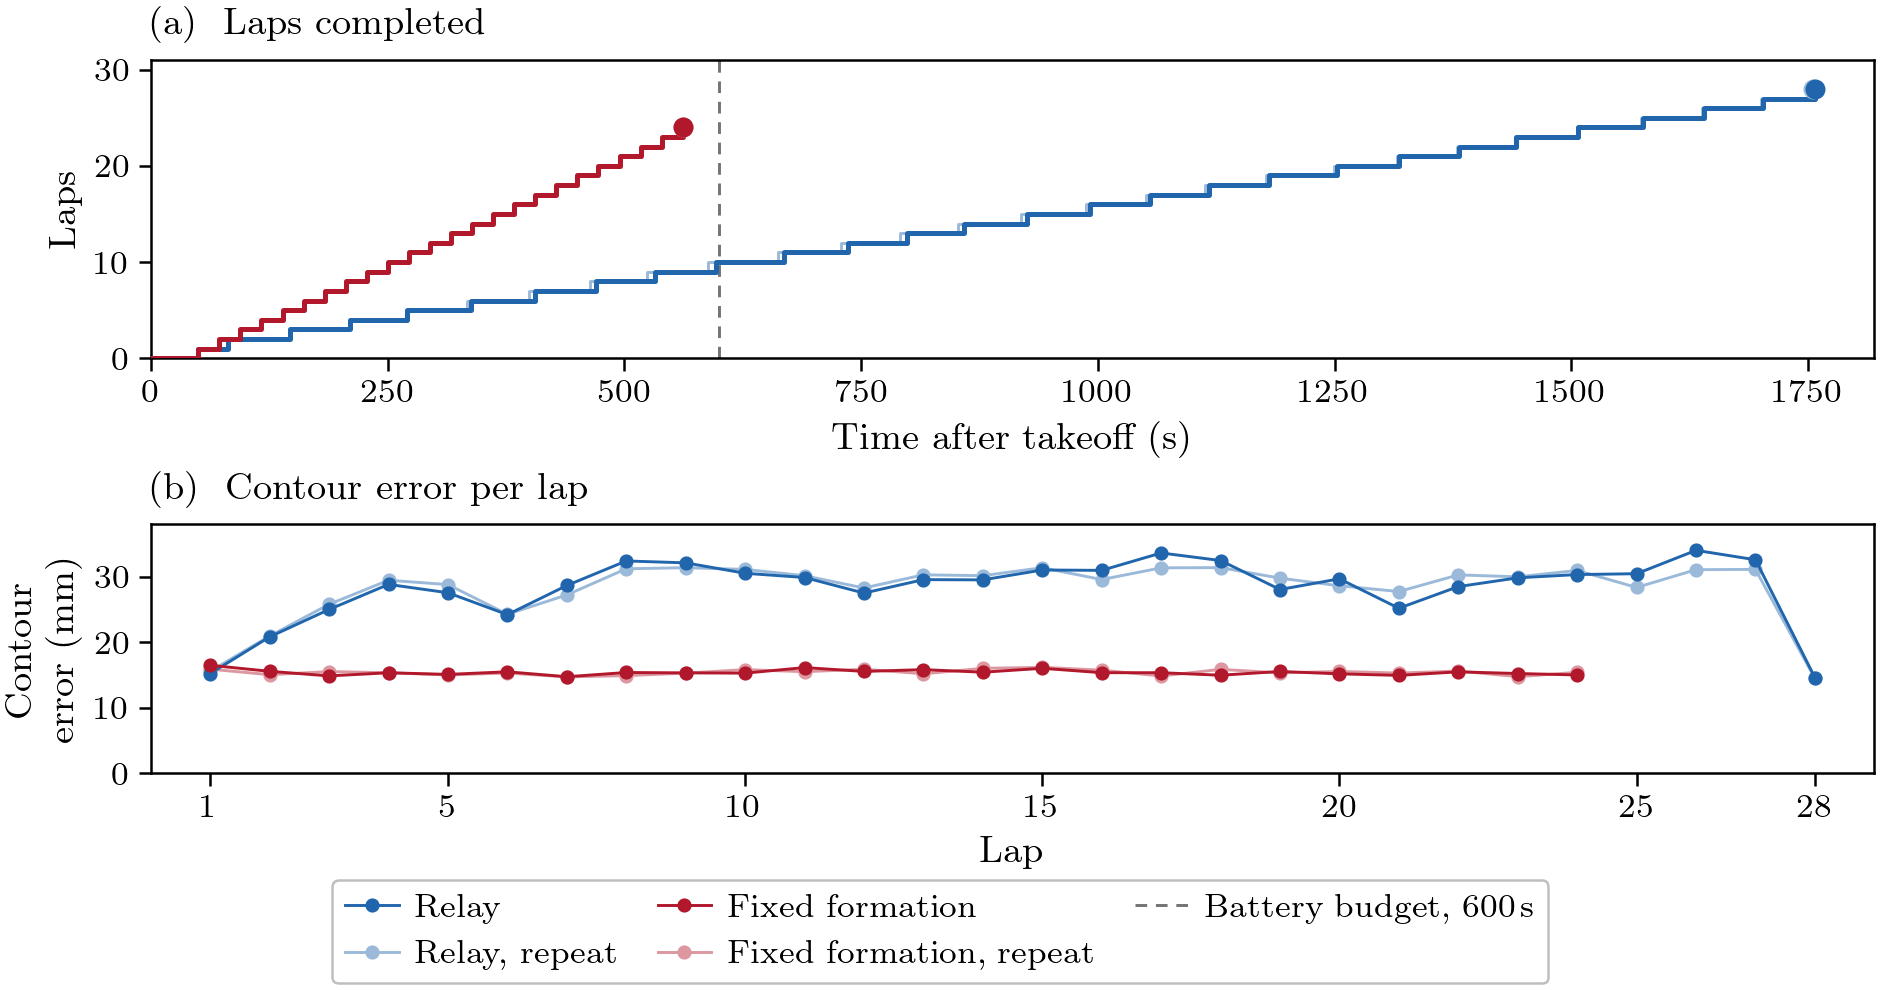 (a) Laps completed
30
20
10
0
Laps
0 250 500 750 1000 1250 1500 1750
Time after takeoff (s)
(b) Contour error per lap
30
20
10
0
Contour
error (mm)
1 5 10 15 20 25 28
Lap
Relay
Relay, repeat
Fixed formation
Fixed formation, repeat
Battery budget, 600 s